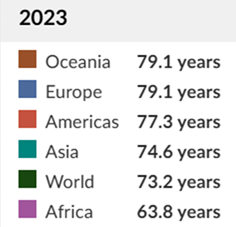 2023
Oceania 79.1 years
Europe 79.1 years
Americas 77.3 years
Asia 74.6 years
World 73.2 years
Africa 63.8 years